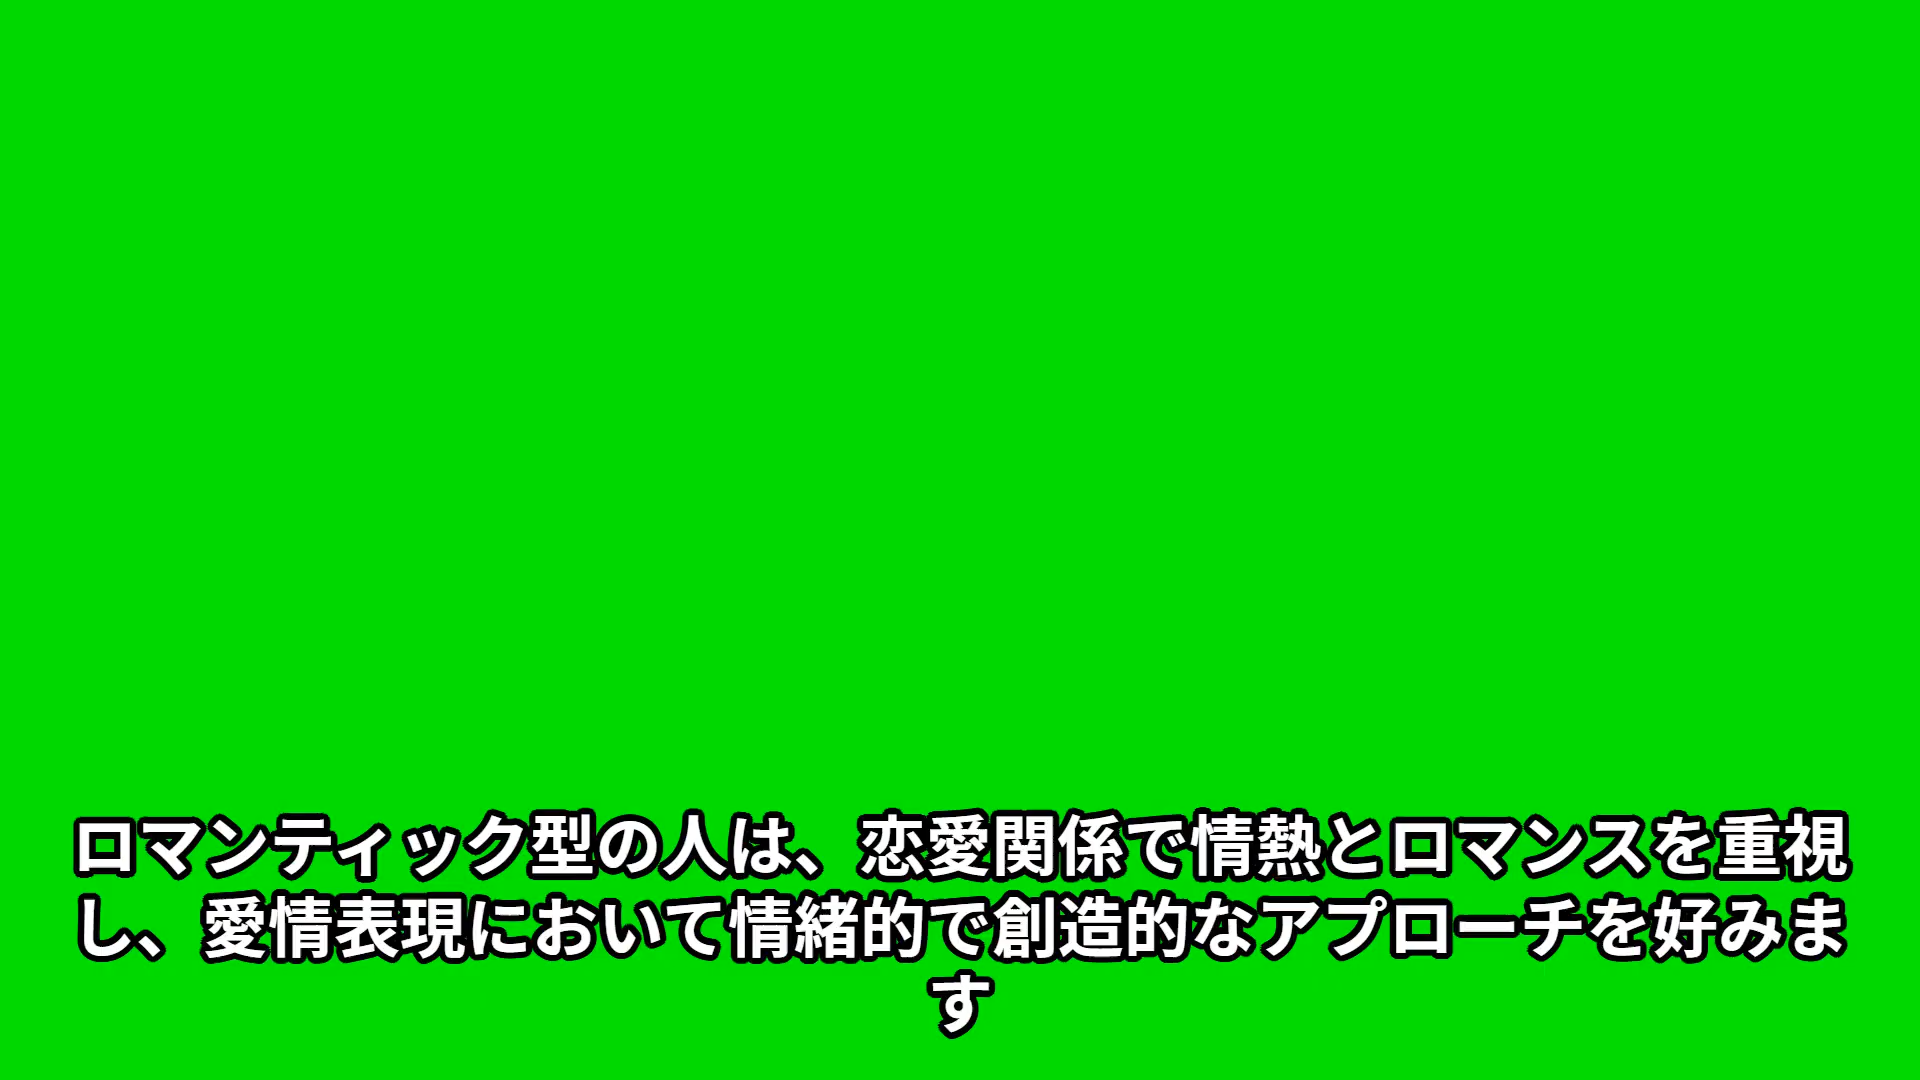 ロマンティック型の人は、恋愛関係で情熱とロマンスを重視
し、愛情表現において情緒的で創造的なアプローチを好みま
す